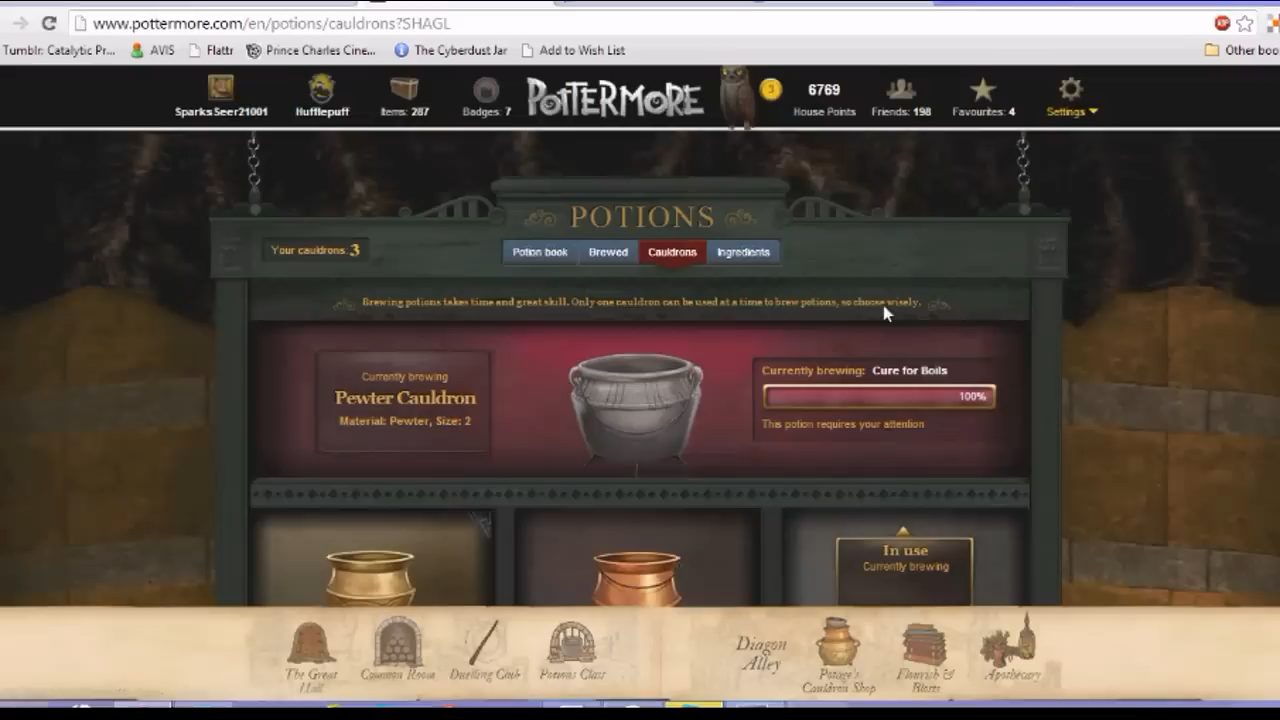 www.pottermore.com/en/potions/cauldrons?SHAGL
Tumblr: Catalytic Pr... AVIS Flattr Prince Charles Cine... The Cyberdust Jar Add to Wish List Other boo
SparksSeer21001 Hufflepuff Items: 287 Badges: 7 POTTERMORE 3 6769 House Points Friends: 198 Favourites: 4 Settings
POTIONS
Your cauldrons: 3
Potion book Brewed Cauldrons Ingredients
Brewing potions takes time and great skill. Only one cauldron can be used at a time to brew potions, so choose wisely.
Currently brewing
Pewter Cauldron
Material: Pewter, Size: 2
Currently brewing: Cure for Boils
100%
This potion requires your attention
In use
Currently brewing
The Great Hall
Common Room
Duelling Club
Potions Class
Diagon Alley
Potage's Cauldron Shop
Flourish & Blotts
Apothecary